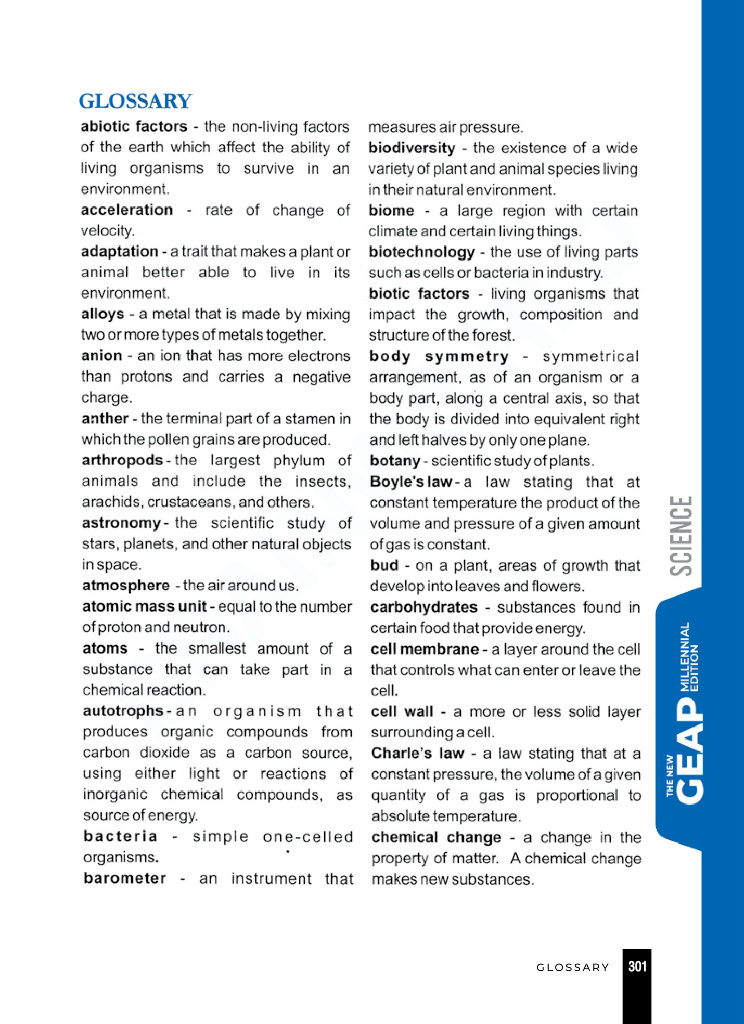 GLOSSARY
abiotic factors - the non-living factors
of the earth which affect the ability of
living organisms to survive in an
environment.
acceleration - rate of change of
velocity.
adaptation - a trait that makes a plant or
animal better able to live in its
environment.
alloys - a metal that is made by mixing
two or more types of metals together.
anion - an ion that has more electrons
than protons and carries a negative
charge.
anther - the terminal part of a stamen in
which the pollen grains are produced.
arthropods - the largest phylum of
animals and include the insects,
arachids, crustaceans, and others.
astronomy - the scientific study of
stars, planets, and other natural objects
in space.
atmosphere - the air around us.
atomic mass unit - equal to the number
of proton and neutron.
atoms - the smallest amount of a
substance that can take part in a
chemical reaction.
autotrophs - an organism that
produces organic compounds from
carbon dioxide as a carbon source,
using either light or reactions of
inorganic chemical compounds, as
source of energy.
bacteria - simple one-celled
organisms.
barometer - an instrument that
measures air pressure.
biodiversity - the existence of a wide
variety of plant and animal species living
in their natural environment.
biome - a large region with certain
climate and certain living things.
biotechnology - the use of living parts
such as cells or bacteria in industry.
biotic factors - living organisms that
impact the growth, composition and
structure of the forest.
body symmetry - symmetrical
arrangement, as of an organism or a
body part, along a central axis, so that
the body is divided into equivalent right
and left halves by only one plane.
botany - scientific study of plants.
Boyle's law - a law stating that at
constant temperature the product of the
volume and pressure of a given amount
of gas is constant.
bud - on a plant, areas of growth that
develop into leaves and flowers.
carbohydrates - substances found in
certain food that provide energy.
cell membrane - a layer around the cell
that controls what can enter or leave the
cell.
cell wall - a more or less solid layer
surrounding a cell.
Charle's law - a law stating that at a
constant pressure, the volume of a given
quantity of a gas is proportional to
absolute temperature.
chemical change - a change in the
property of matter. A chemical change
makes new substances.
SCIENCE
THE NEW
GEAP
MILLENNIAL
EDITION
GLOSSARY
301